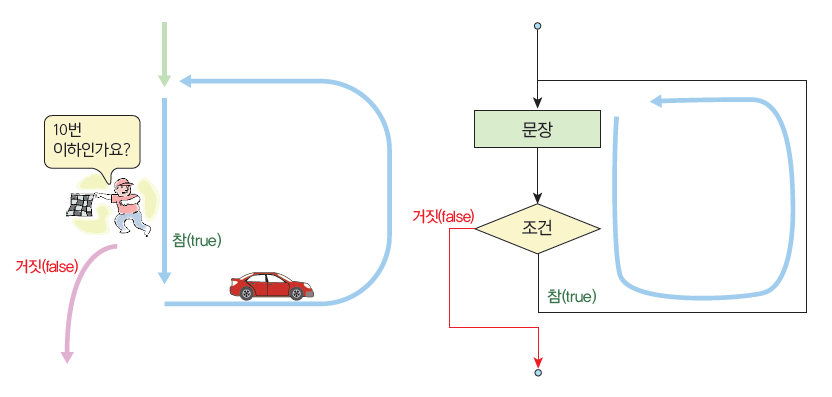 10번
이하인가요?
참(true)
거짓(false)
문장
거짓(false)
조건
참(true)